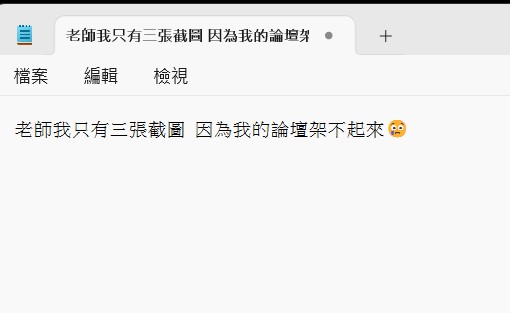 老師我只有三張截圖 因為我的論壇架
檔案 編輯 檢視
老師我只有三張截圖 因為我的論壇架不起來😳